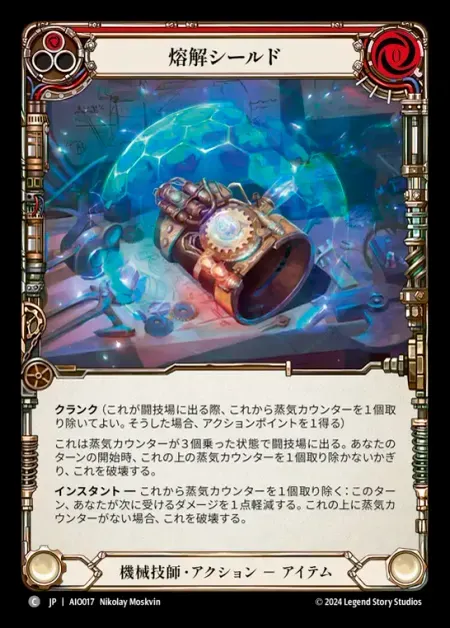 熔解シールド
0
クランク（これが闘技場に出る際、これから蒸気カウンターを１個取
り除いてよい。そうした場合、アクションポイントを１得る）
これは蒸気カウンターが３個乗った状態で闘技場に出る。あなたの
ターンの開始時、これの上の蒸気カウンターを１個取り除かないかぎ
り、これを破壊する。
インスタント ー これから蒸気カウンターを１個取り除く：このター
ン、あなたが次に受けるダメージを１点軽減する。これの上に蒸気カ
ウンターがない場合、これを破壊する。
機械技師・アクション ー アイテム
C JP | AIO017 Nikolay Moskvin
© 2024 Legend Story Studios